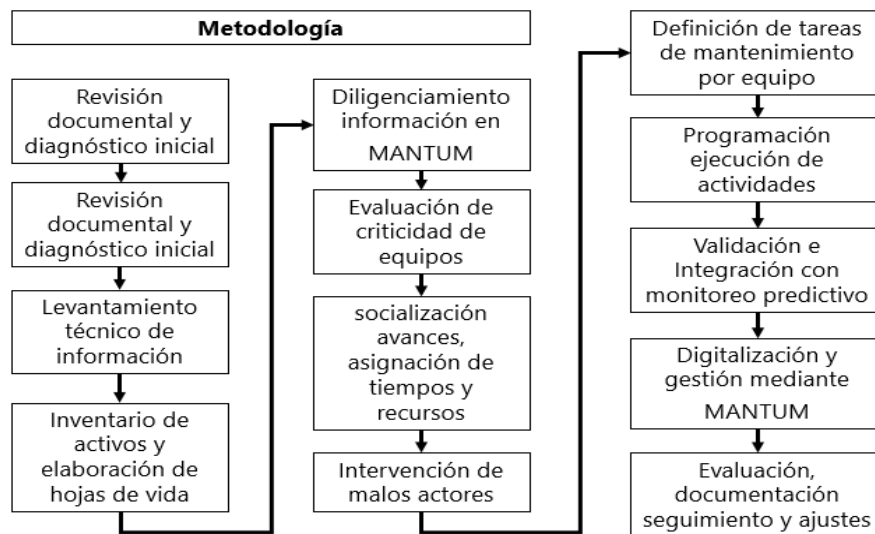 Metodología
Revisión
documental y
diagnóstico inicial
Revisión
documental y
diagnóstico inicial
Levantamiento
técnico de
información
Inventario de
activos y
elaboración de
hojas de vida
Diligenciamiento
información en
MANTUM
Evaluación de
criticidad de
equipos
socialización
avances,
asignación de
tiempos y
recursos
Intervención de
malos actores
Definición de tareas
de mantenimiento
por equipo
Programación
ejecución de
actividades
Validación e
Integración con
monitoreo predictivo
Digitalización y
gestión mediante
MANTUM
Evaluación,
documentación
seguimiento y ajustes